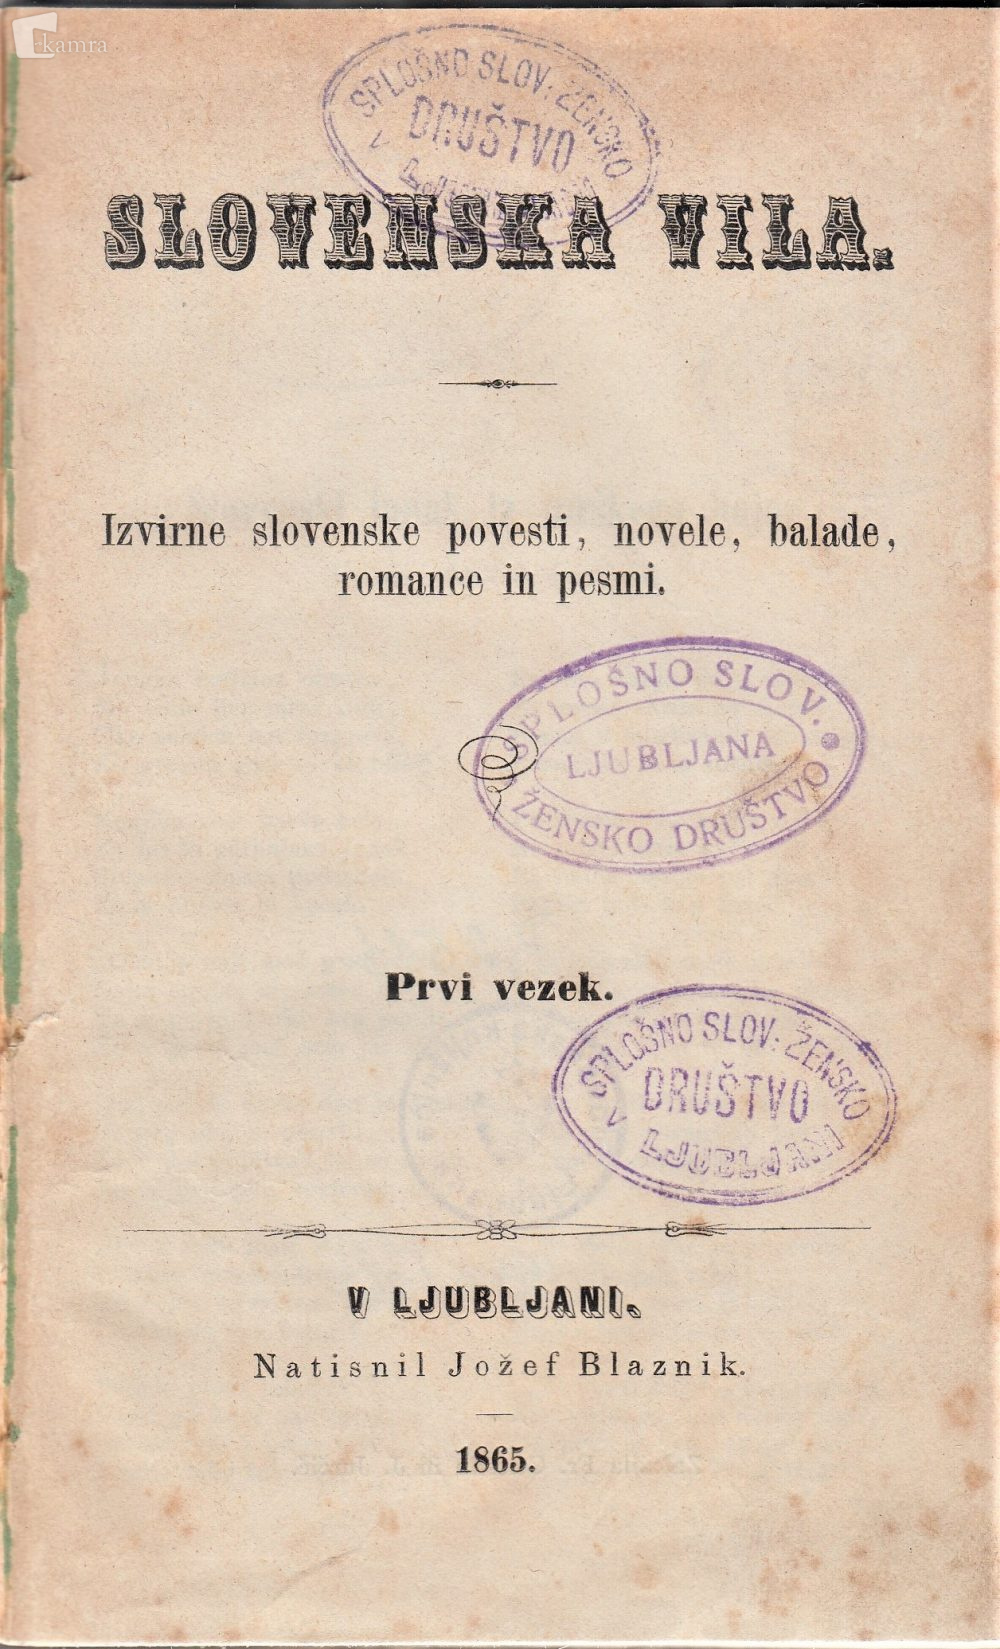 kamra
SPLOŠNO SLOV. ŽENSKO
DRUŠTVO
V
SLOVENSKA VILA.
Izvirne slovenske povesti, novele, balade,
romance in pesmi.
SPLOŠNO SLOV.
LJUBLJANA
ŽENSKO DRUŠTVO
Prvi vezek.
SPLOŠNO SLOV. ŽENSKO
DRUŠTVO
V LJUBLJANI
V LJUBLJANI.
Natisnil Jožef Blaznik.
1865.